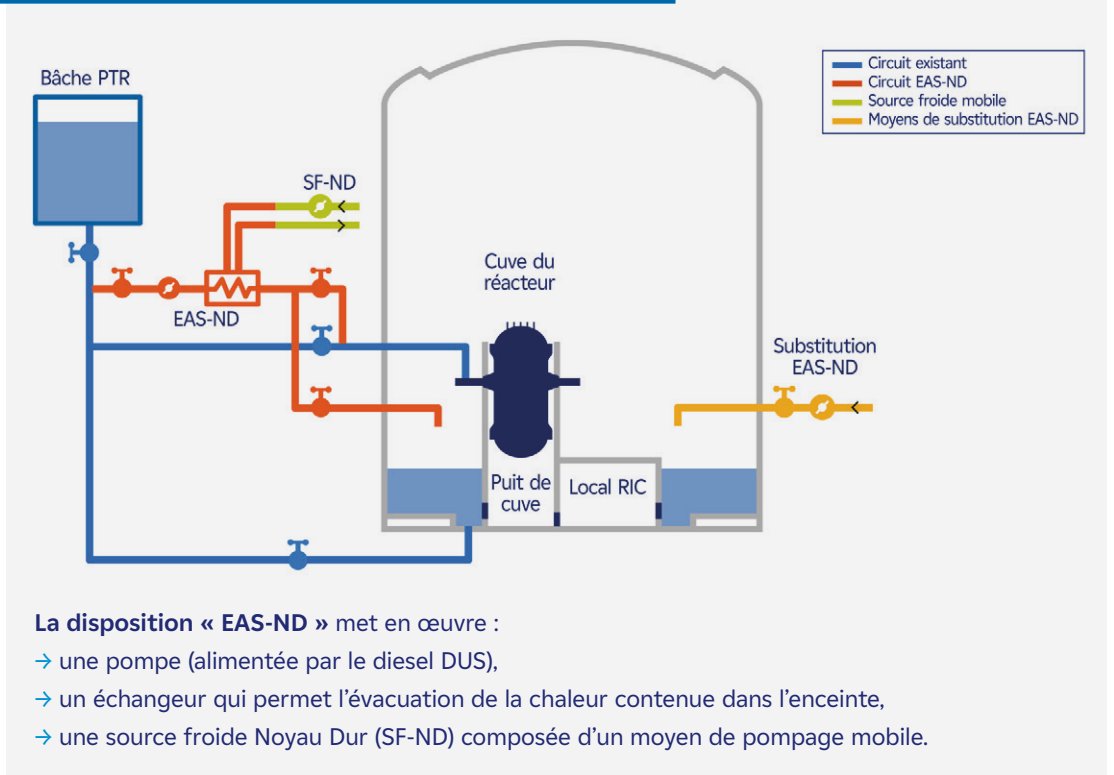 Bâche PTR
Circuit existant
Circuit EAS-ND
Source froide mobile
Moyens de substitution EAS-ND
SF-ND
Cuve du
réacteur
EAS-ND
Substitution
EAS-ND
Puit de
cuve
Local RIC
La disposition « EAS-ND » met en œuvre :
→ une pompe (alimentée par le diesel DUS),
→ un échangeur qui permet l’évacuation de la chaleur contenue dans l’enceinte,
→ une source froide Noyau Dur (SF-ND) composée d’un moyen de pompage mobile.